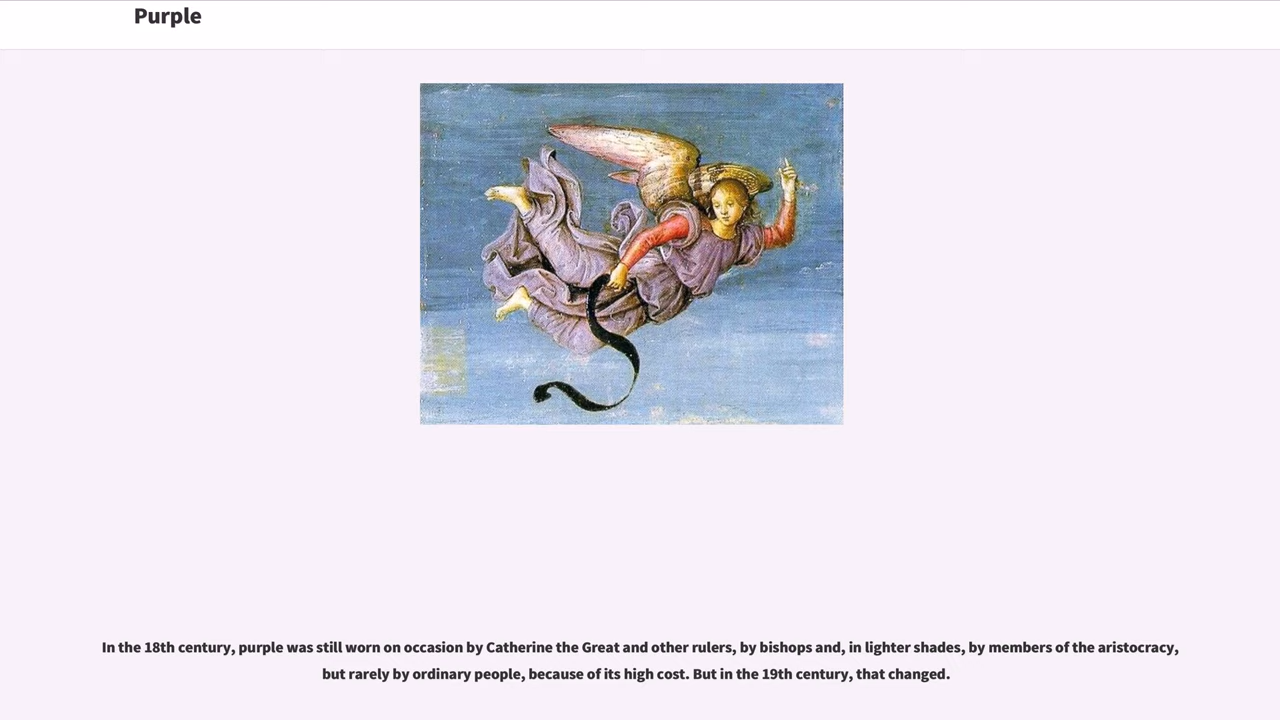 Purple
In the 18th century, purple was still worn on occasion by Catherine the Great and other rulers, by bishops and, in lighter shades, by members of the aristocracy,
but rarely by ordinary people, because of its high cost. But in the 19th century, that changed.